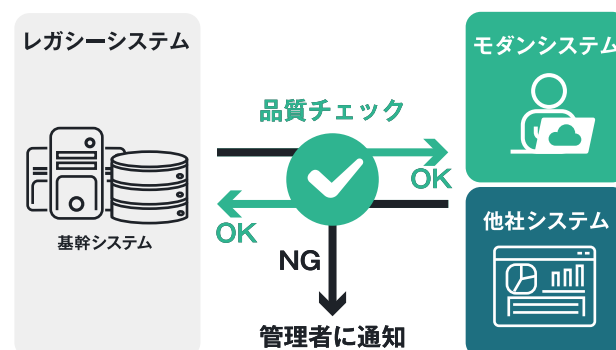 レガシーシステム
基幹システム
品質チェック
OK
OK
NG
管理者に通知
モダンシステム
他社システム